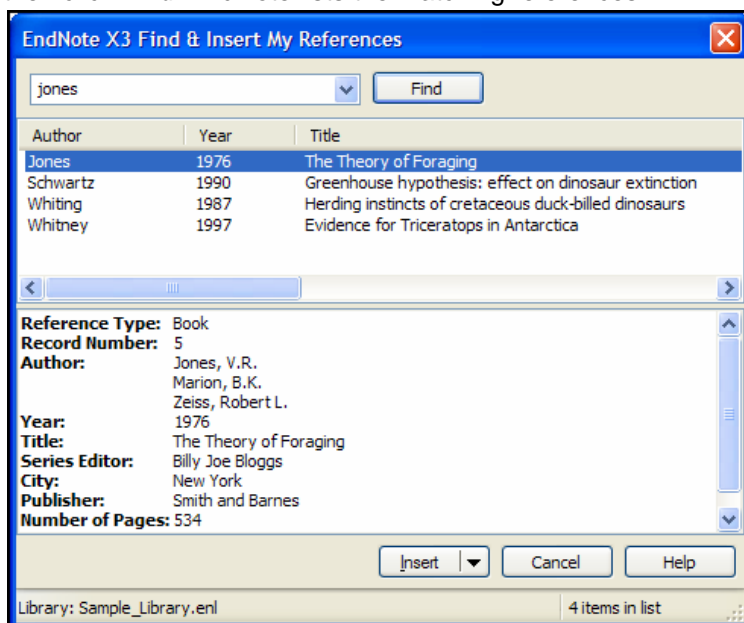 EndNote X3 Find & Insert My References
jones Find
Author Year Title
Jones 1976 The Theory of Foraging
Schwartz 1990 Greenhouse hypothesis: effect on dinosaur extinction
Whiting 1987 Herding instincts of cretaceous duck-billed dinosaurs
Whitney 1997 Evidence for Triceratops in Antarctica
Reference Type: Book
Record Number: 5
Author: Jones, V.R.
Marion, B.K.
Zeiss, Robert L.
Year: 1976
Title: The Theory of Foraging
Series Editor: Billy Joe Bloggs
City: New York
Publisher: Smith and Barnes
Number of Pages: 534
Insert Cancel Help
Library: Sample_Library.enl 4 items in list